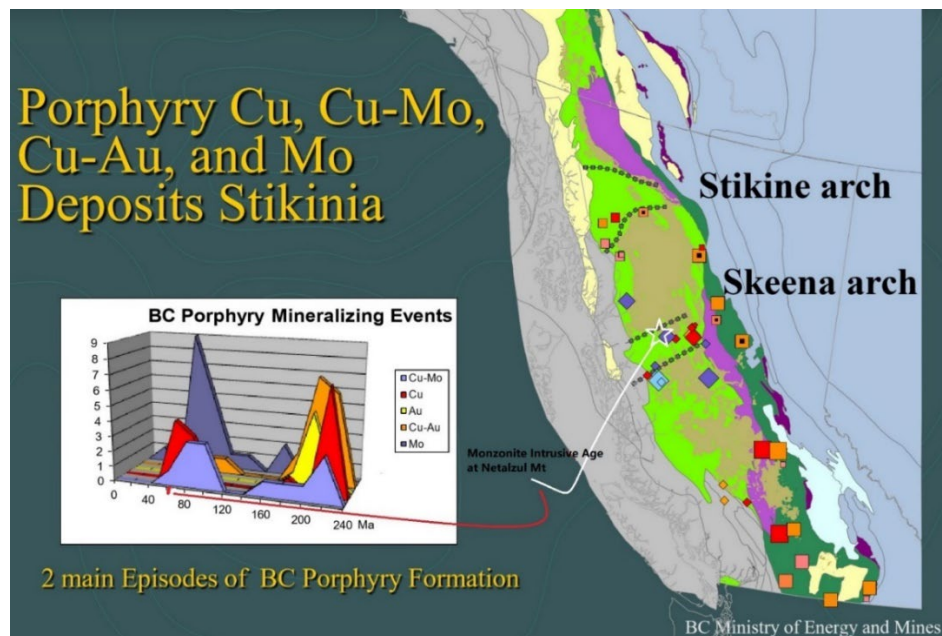 Porphyry Cu, Cu-Mo,
Cu-Au, and Mo
Deposits Stikinia
Stikine arch
Skeena arch
BC Porphyry Mineralizing Events
9
8
7
6
5
4
3
2
1
0
0
40
80
120
160
200
240 Ma
Cu-Mo
Cu
Au
Cu-Au
Mo
Monzonite Intrusive Age
at Netalzul Mt
2 main Episodes of BC Porphyry Formation
BC Ministry of Energy and Mines